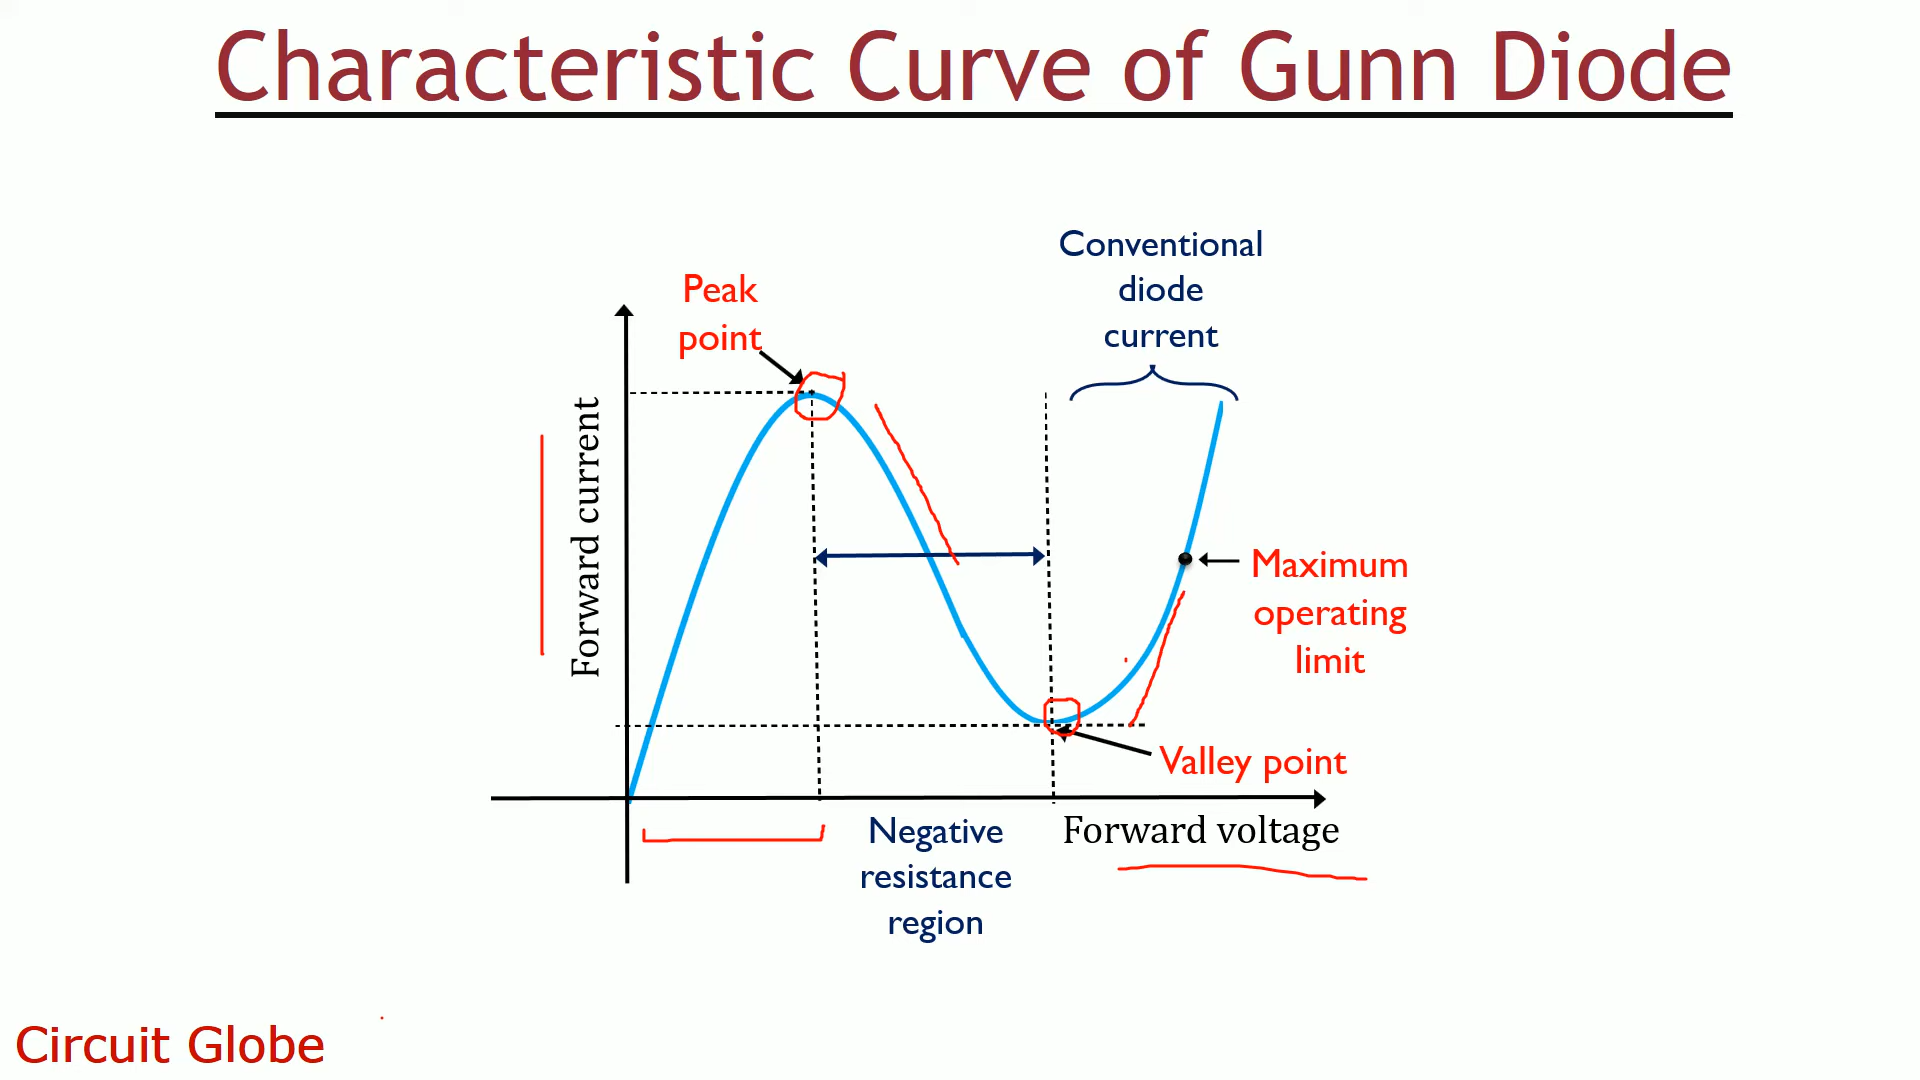 Characteristic Curve of Gunn Diode
Conventional
diode
current
Peak
point
Forward current
Maximum
operating
limit
Valley point
Negative
resistance
region
Forward voltage
Circuit Globe